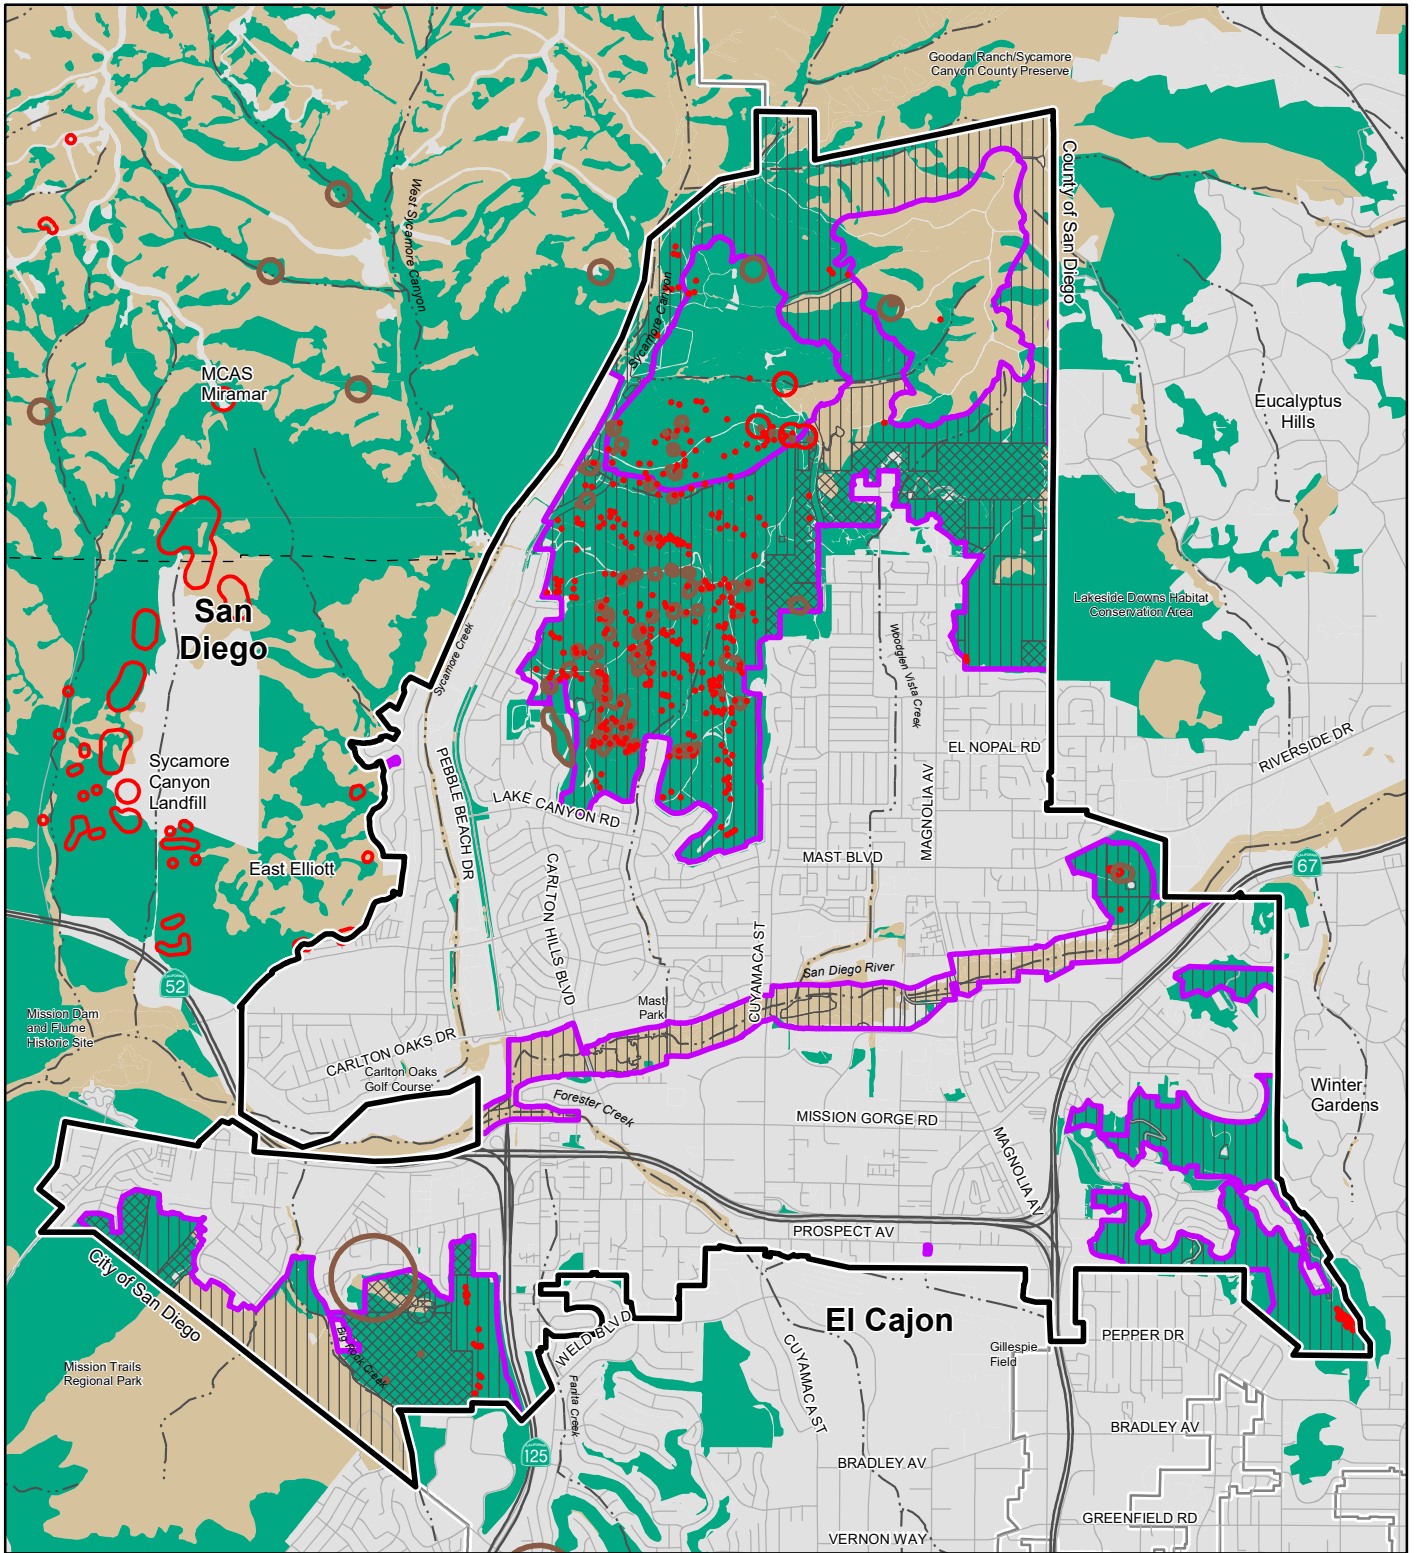 Goodan Ranch/Sycamore
Canyon County Preserve
County of San Diego
West Sycamore Canyon
Sycamore Canyon
MCAS
Miramar
Eucalyptus
Hills
San
Diego
Lakeside Downs Habitat
Conservation Area
Sycamore Creek
Woodglen Vista Creek
EL NOPAL RD
RIVERSIDE DR
Sycamore
Canyon
Landfill
PEBBLE BEACH DR
LAKE CANYON RD
MAGNOLIA AV
MAST BLVD
East Elliott
CARLTON HILLS BLVD
CALIFORNIA
67
CUYAMACA ST
San Diego River
CALIFORNIA
52
Mast
Park
Mission Dam
and Flume
Historic Site
CARLTON OAKS DR
Carlton Oaks
Golf Course
Forester Creek
MISSION GORGE RD
MAGNOLIA AV
Winter
Gardens
PROSPECT AV
City of San Diego
Big Rock Creek
El Cajon
WELD BLVD
CUYAMACA ST
Gillespie
Field
PEPPER DR
Mission Trails
Regional Park
Fanita Creek
CALIFORNIA
125
BRADLEY AV
BRADLEY AV
GREENFIELD RD
VERNON WAY